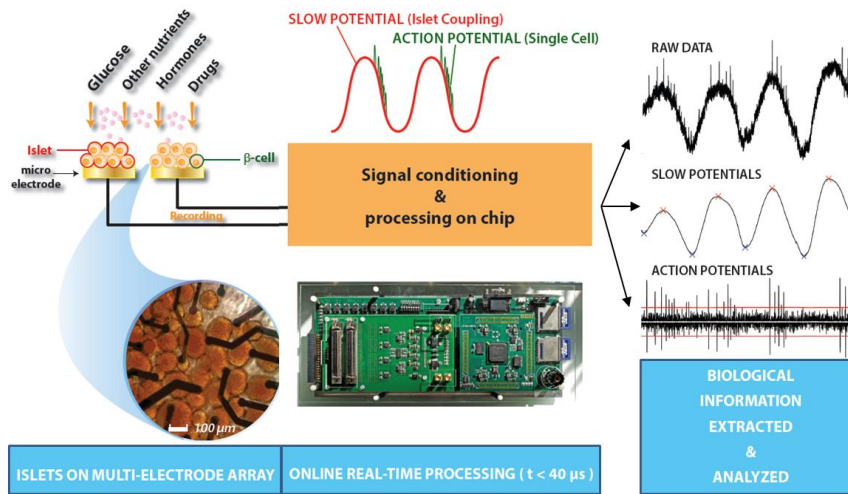 SLOW POTENTIAL (Islet Coupling)
ACTION POTENTIAL (Single Cell)
Glucose
Other nutrients
Hormones
Drugs
Islet
β-cell
micro
electrode
Recording
Signal conditioning
&
processing on chip
RAW DATA
SLOW POTENTIALS
ACTION POTENTIALS
100 µm
ISLETS ON MULTI-ELECTRODE ARRAY
ONLINE REAL-TIME PROCESSING ( t < 40 µs )
BIOLOGICAL
INFORMATION
EXTRACTED
&
ANALYZED